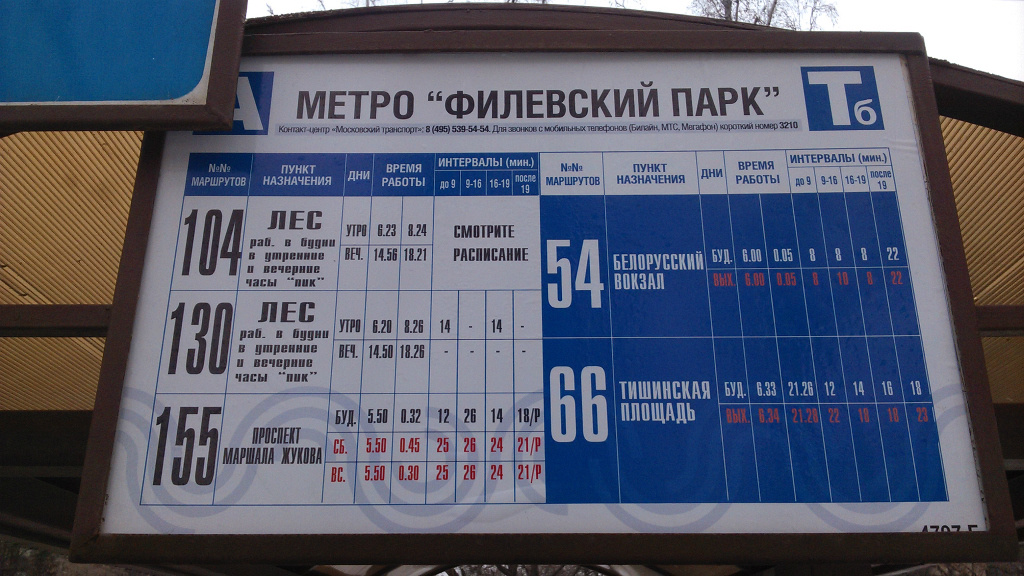 А МЕТРО “ФИЛЕВСКИЙ ПАРК” Тб
Контакт-центр «Московский транспорт»: 8 (495) 539-54-54. Для звонков с мобильных телефонов (Билайн, МТС, Мегафон) короткий номер 3210
№№ МАРШРУТОВ ПУНКТ НАЗНАЧЕНИЯ ДНИ ВРЕМЯ РАБОТЫ ИНТЕРВАЛЫ (МИН.)
до 9 9-16 16-19 после 19
104 ЛЕС
раб. в будни
в утренние
и вечерние
часы "пик"
УТРО 6.23 8.24
ВЕЧ. 14.56 18.21
СМОТРИТЕ
РАСПИСАНИЕ
130 ЛЕС
раб. в будни
в утренние
и вечерние
часы "пик"
УТРО 6.20 8.26 14 - 14 -
ВЕЧ. 14.50 18.26 - - - -
155 ПРОСПЕКТ
МАРШАЛА ЖУКОВА
БУД. 5.50 0.32 12 26 14 18/Р
СБ. 5.50 0.45 25 26 24 21/Р
ВС. 5.50 0.30 25 26 24 21/Р
№№ МАРШРУТОВ ПУНКТ НАЗНАЧЕНИЯ ДНИ ВРЕМЯ РАБОТЫ ИНТЕРВАЛЫ (МИН.)
до 9 9-16 16-19 после 19
54 БЕЛОРУССКИЙ
ВОКЗАЛ
БУД. 6.00 0.05 8 8 8 22
ВЫХ. 6.00 0.05 8 10 8 22
66 ТИШИНСКАЯ
ПЛОЩАДЬ
БУД. 6.33 21.26 12 14 16 18
ВЫХ. 6.34 21.28 22 18 18 23